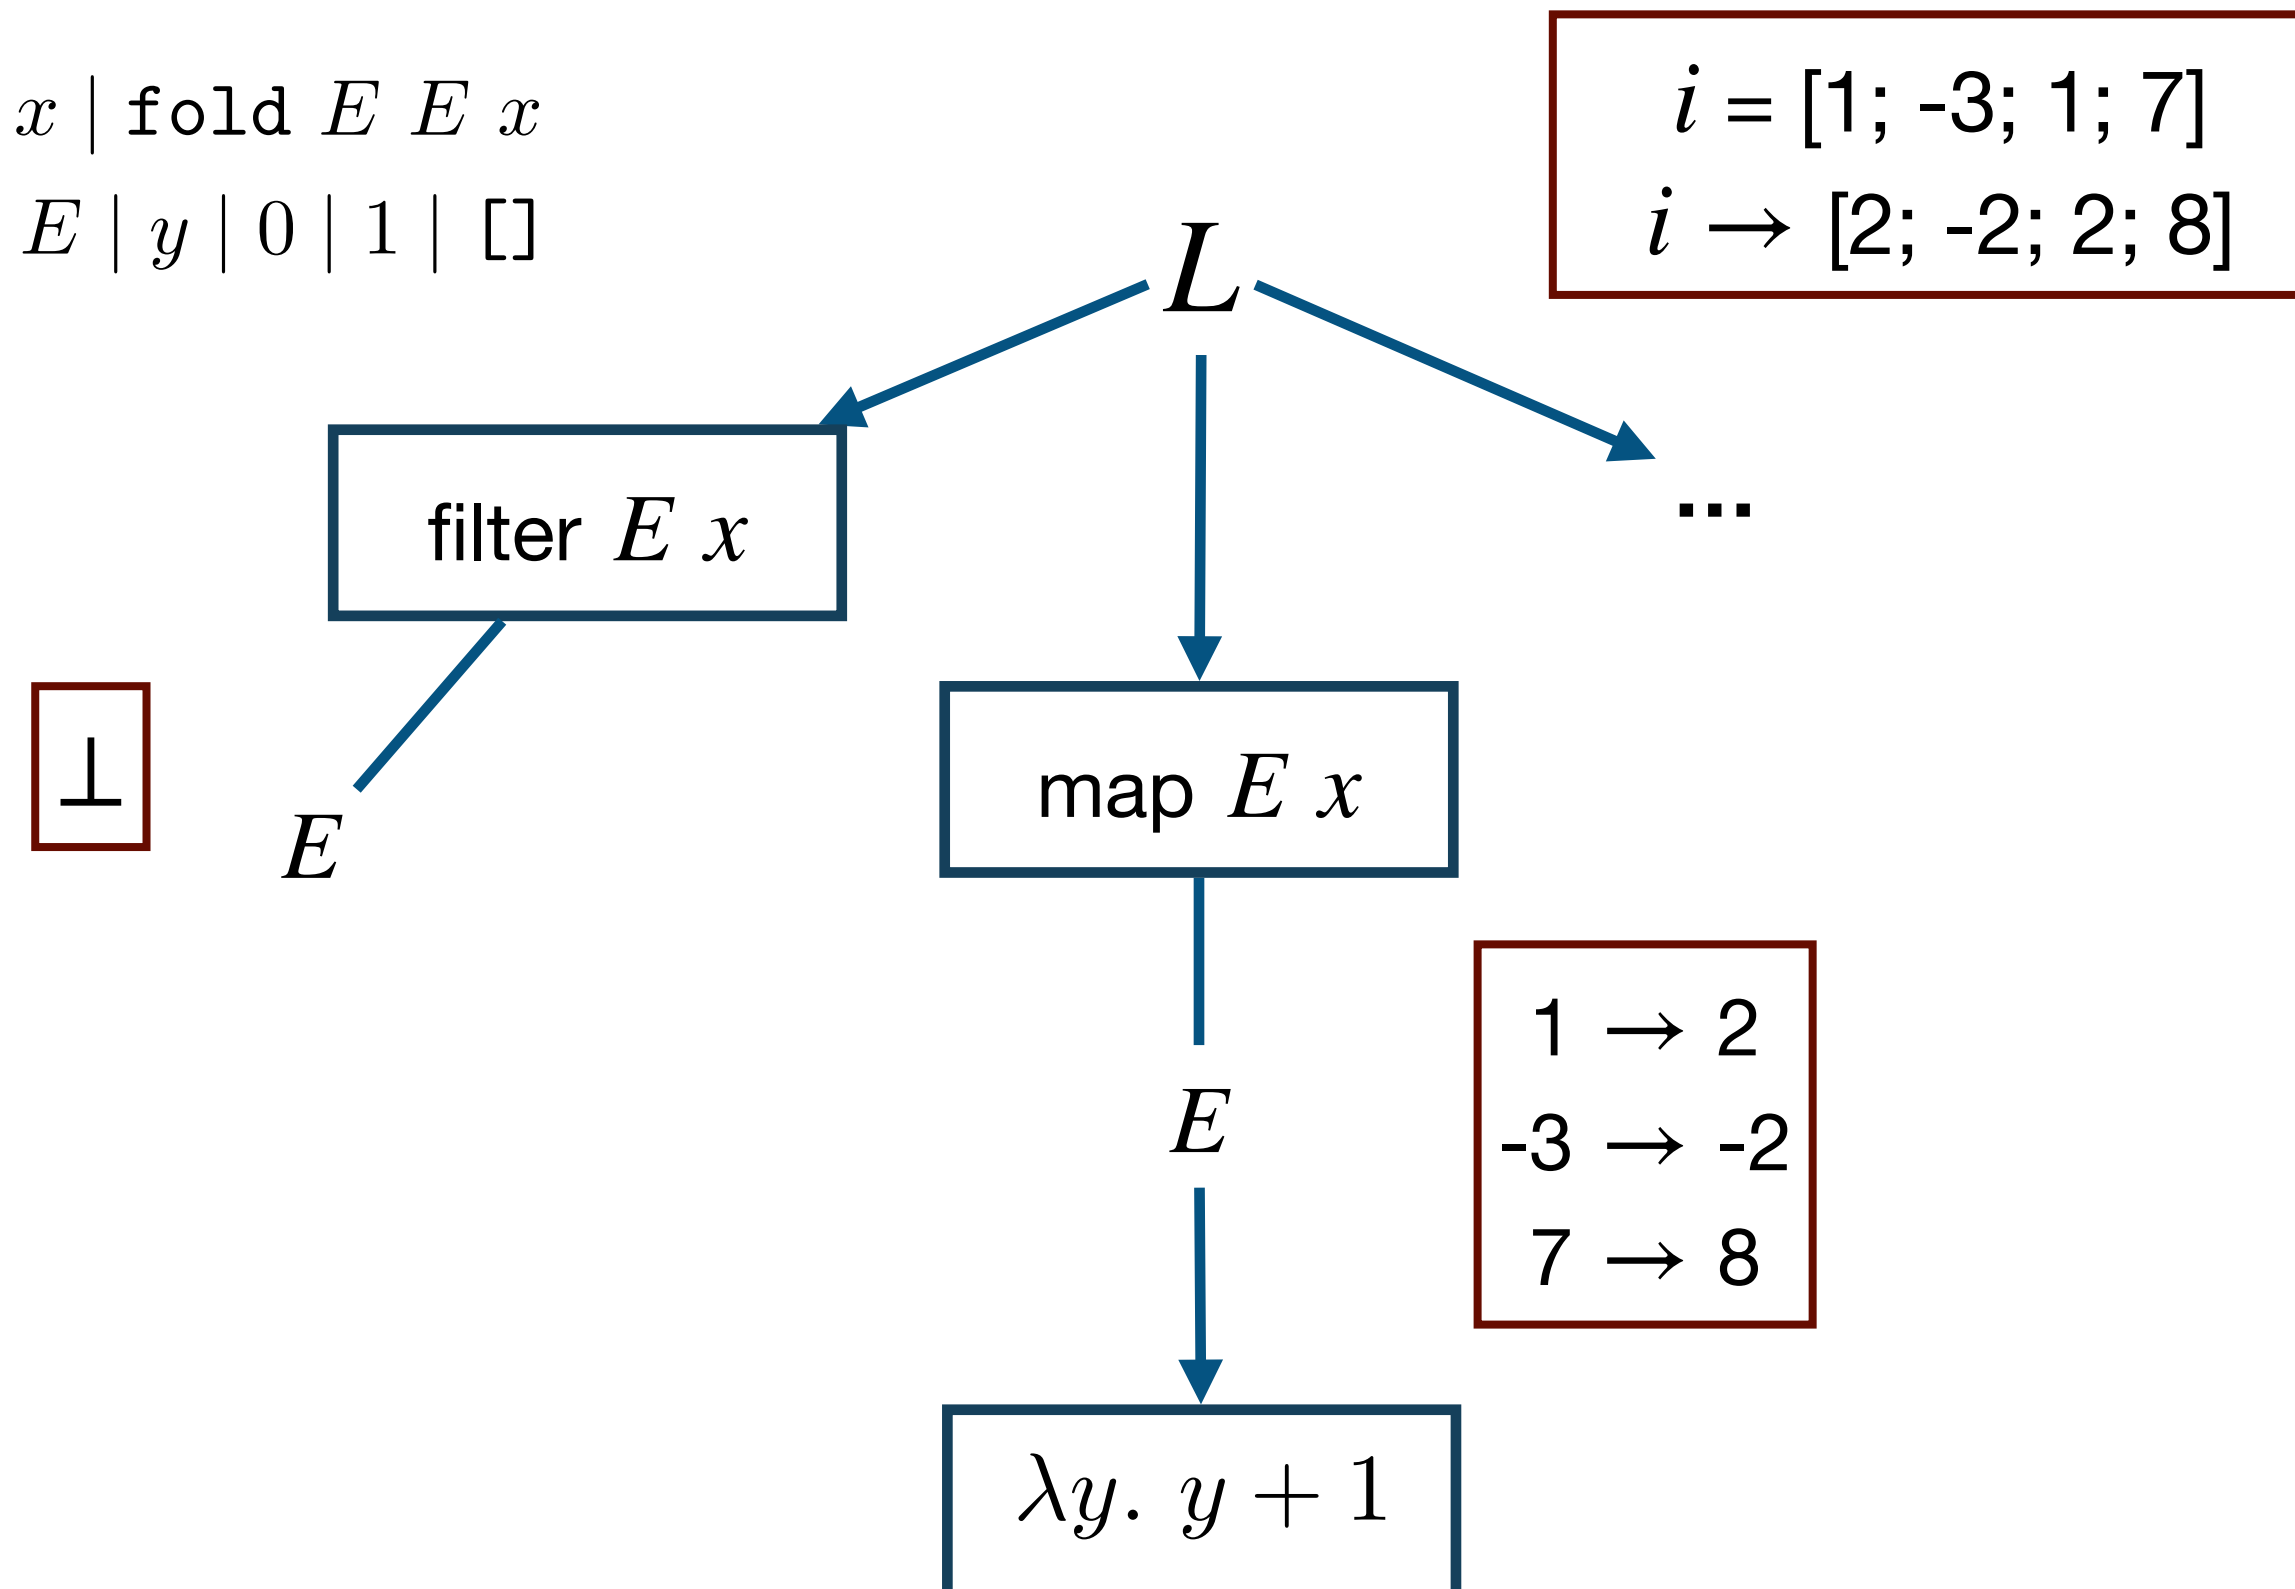 x | fold E E x
E | y | 0 | 1 | []
i = [1; -3; 1; 7]
i → [2; -2; 2; 8]
L
filter E x
...
⊥
E
map E x
E
1 → 2
-3 → -2
7 → 8
λy. y + 1